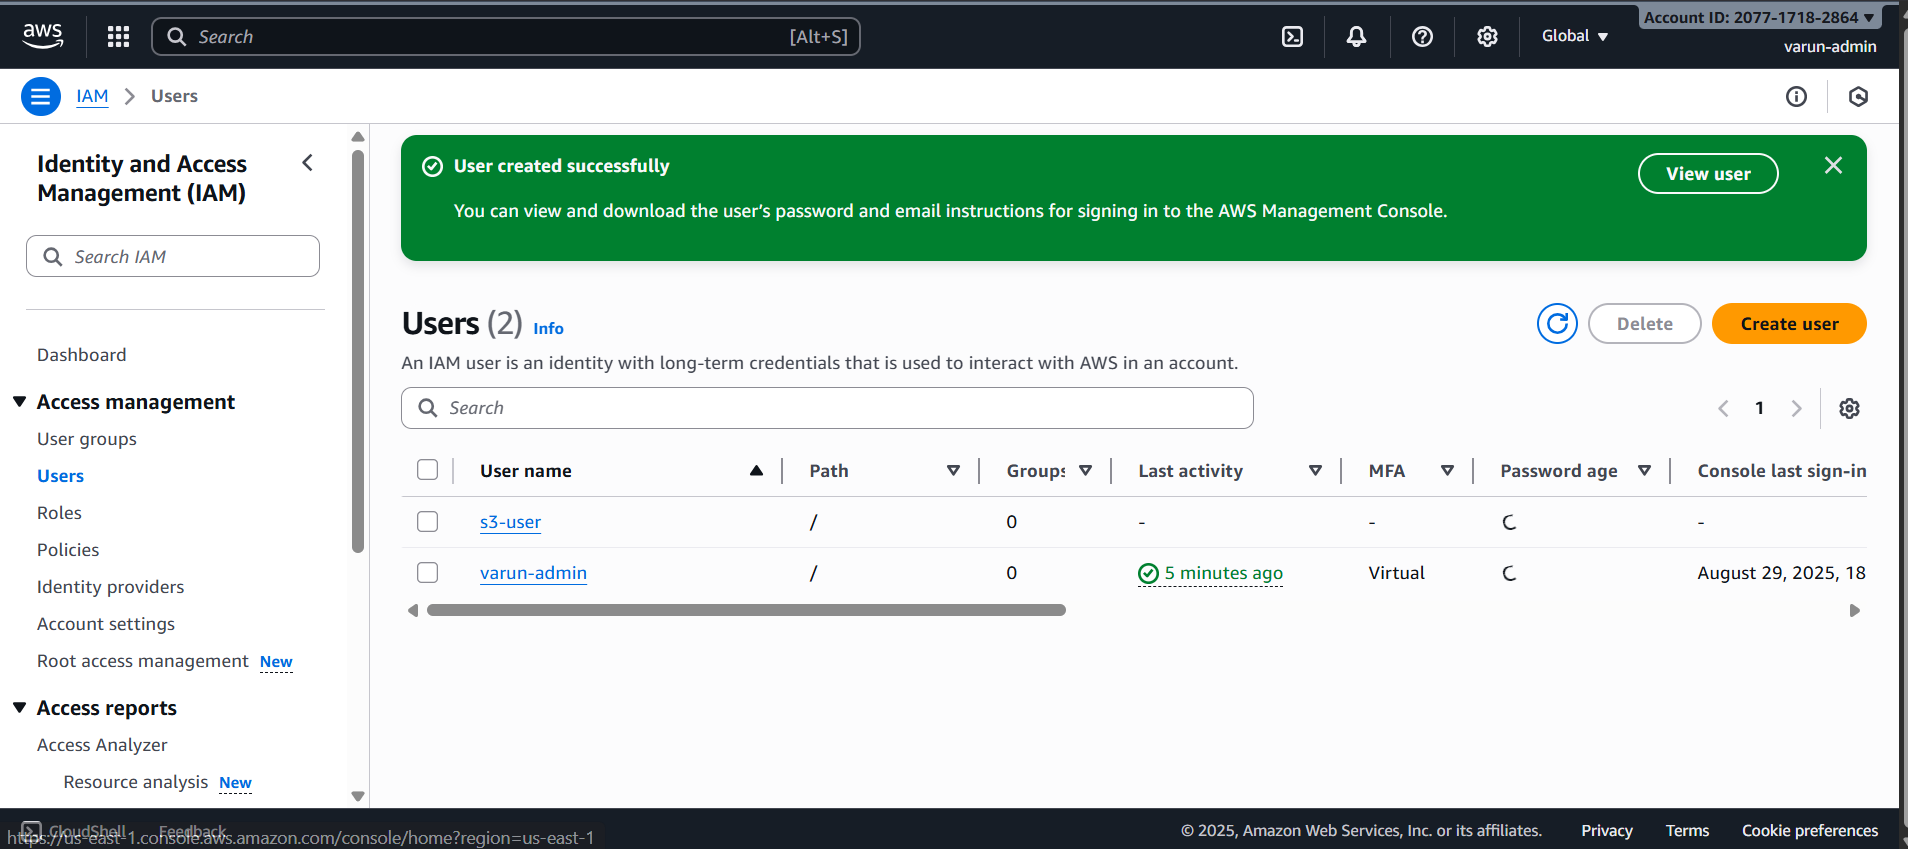 aws
Search
[Alt+S]
Global
Account ID: 2077-1718-2864
varun-admin
IAM
Users
Identity and Access
Management (IAM)
Search IAM
Dashboard
Access management
User groups
Users
Roles
Policies
Identity providers
Account settings
Root access management New
Access reports
Access Analyzer
Resource analysis New
User created successfully
You can view and download the user's password and email instructions for signing in to the AWS Management Console.
View user
Users (2) Info
Delete
Create user
An IAM user is an identity with long-term credentials that is used to interact with AWS in an account.
Search
1
User name Path Groups Last activity MFA Password age Console last sign-in
s3-user / 0 - - -
varun-admin / 0 5 minutes ago Virtual August 29, 2025, 18
CloudShell Feedback
https://us-east-1.console.aws.amazon.com/console/home?region=us-east-1
© 2025, Amazon Web Services, Inc. or its affiliates. Privacy Terms Cookie preferences